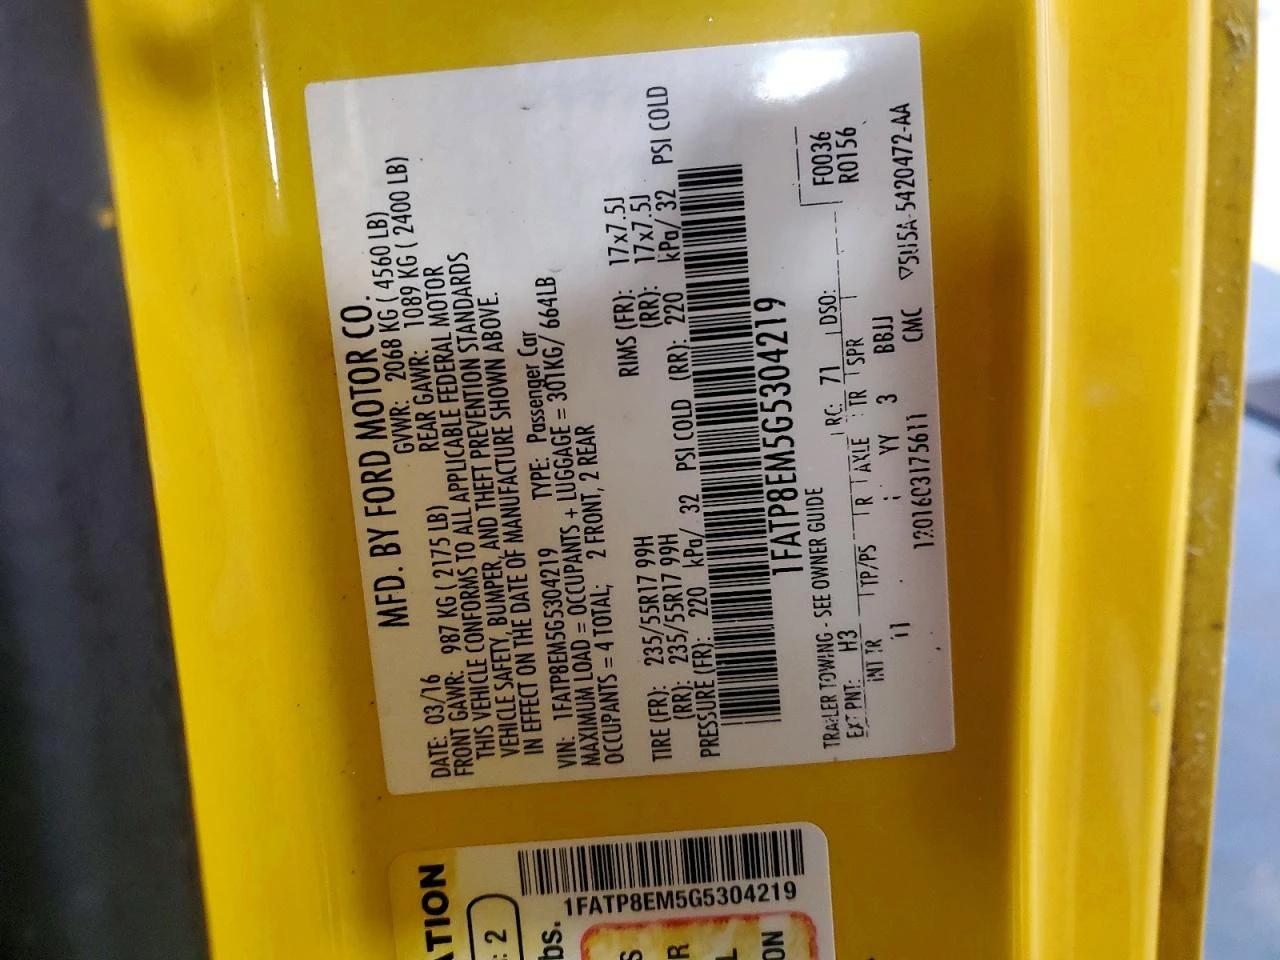 MFD. BY FORD MOTOR CO.
DATE: 03/16 GVWR: 2068 KG ( 4560 LB)
FRONT GAWR: 987 KG ( 2175 LB) REAR GAWR: 1089 KG ( 2400 LB)
THIS VEHICLE CONFORMS TO ALL APPLICABLE FEDERAL MOTOR
VEHICLE SAFETY, BUMPER, AND THEFT PREVENTION STANDARDS
IN EFFECT ON THE DATE OF MANUFACTURE SHOWN ABOVE.
VIN: 1FATP8EM5G5304219 TYPE: Passenger Car
MAXIMUM LOAD = OCCUPANTS + LUGGAGE = 301KG/ 664LB
OCCUPANTS = 4 TOTAL; 2 FRONT, 2 REAR
TIRE (FR): 235/55R17 99H RIMS (FR): 17x7.5J
(RR): 235/55R17 99H (RR): 17x7.5J
PRESSURE (FR): 220 kPa/ 32 PSI COLD (RR): 220 kPa/ 32 PSI COLD
1FATP8EM5G5304219
TRAILER TOWING - SEE OWNER GUIDE F0036
EXT PNT: H3 RC: 71 DSO: R0156
INT TR TP/PS R AXLE TR SPR
11 YY 3 BBJJ
CMC
12016C3175611 ▽5U5A-5420472-AA
ATION
: 2
bs.
1FATP8EM5G5304219
S
R
L
ON